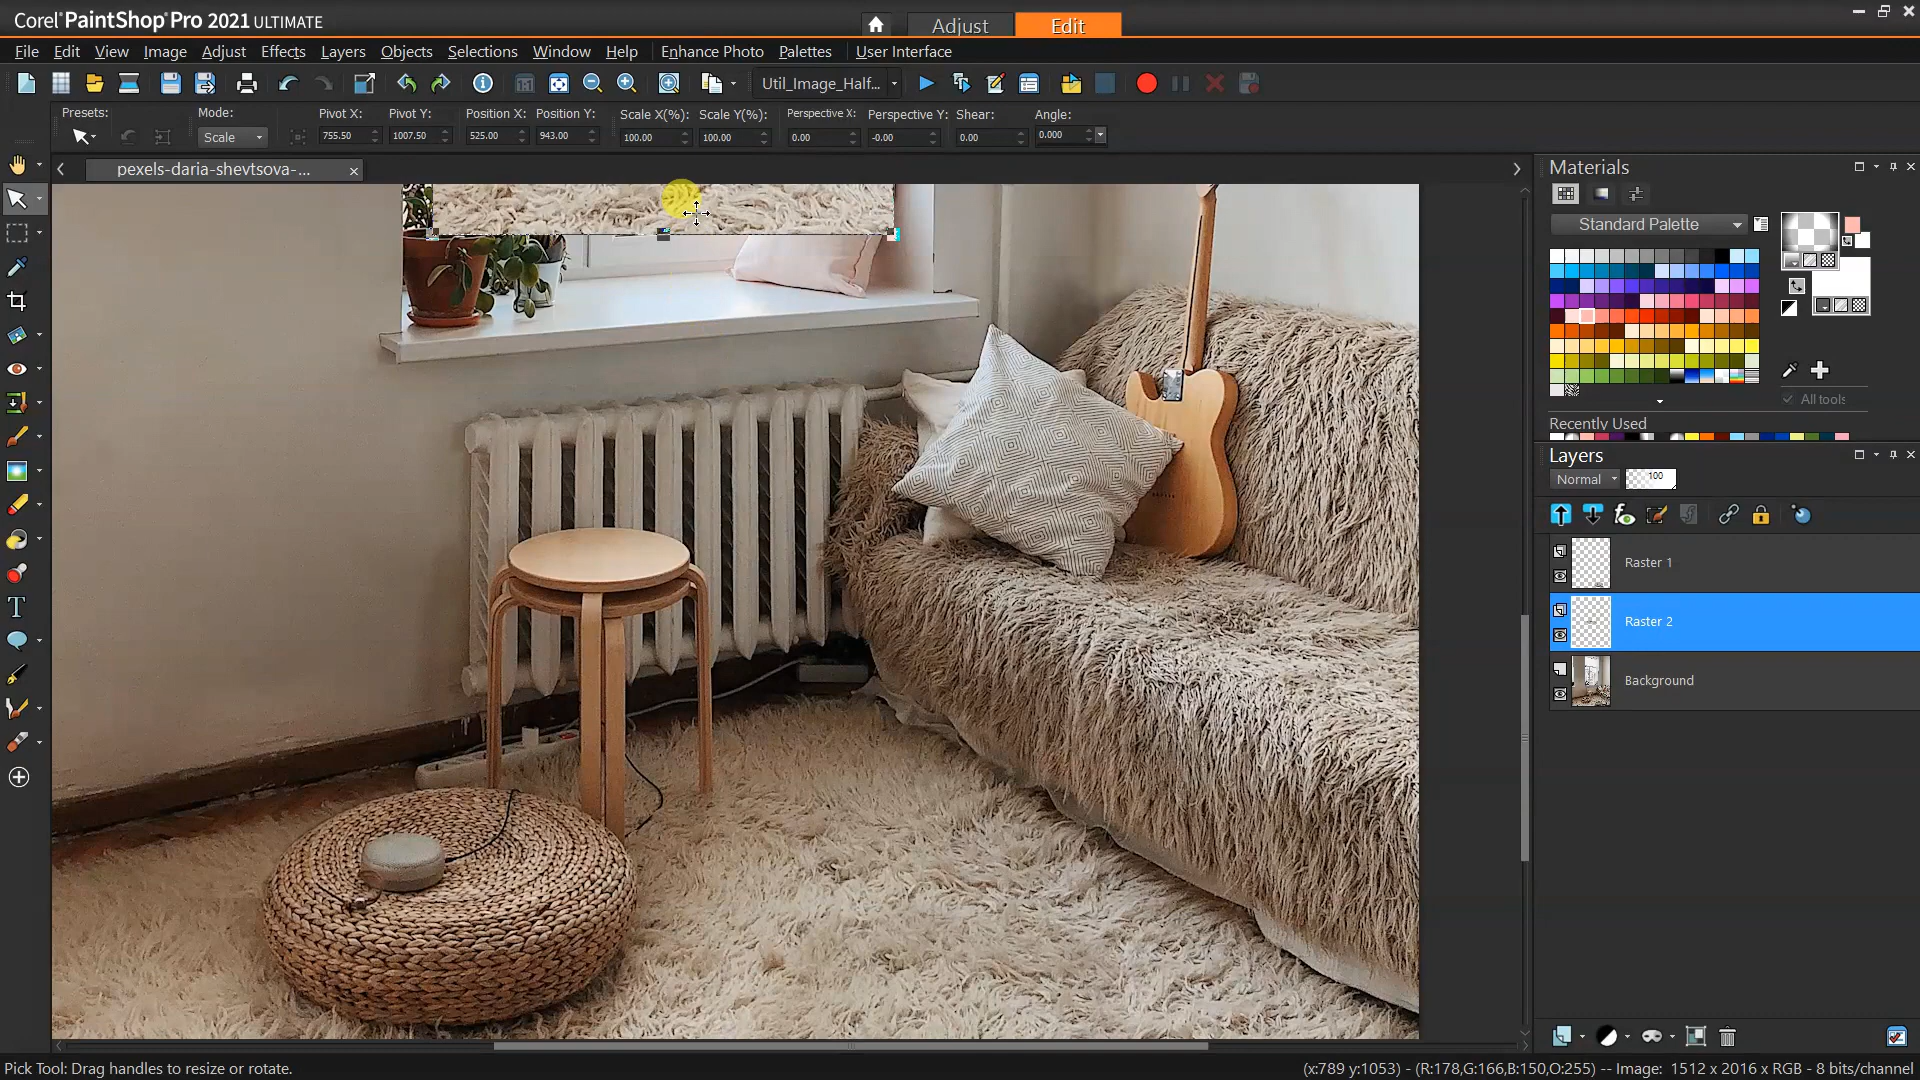 Corel PaintShop Pro 2021 ULTIMATE
Adjust
Edit
File Edit View Image Adjust Effects Layers Objects Selections Window Help Enhance Photo Palettes User Interface
Util_Image_Half...
Presets:
Mode:
Pivot X:
Pivot Y:
Position X:
Position Y:
Scale X(%):
Scale Y(%):
Perspective X:
Perspective Y:
Shear:
Angle:
Scale
755.50
1007.50
525.00
943.00
100.00
100.00
0.00
-0.00
0.00
0.000
pexels-daria-shevtsova-...
Materials
Standard Palette
All tools
Recently Used
Layers
Normal
100
Raster 1
Raster 2
Background
Pick Tool: Drag handles to resize or rotate.
(x:789 y:1053) - (R:178,G:166,B:150,O:255) -- Image: 1512 x 2016 x RGB - 8 bits/channel